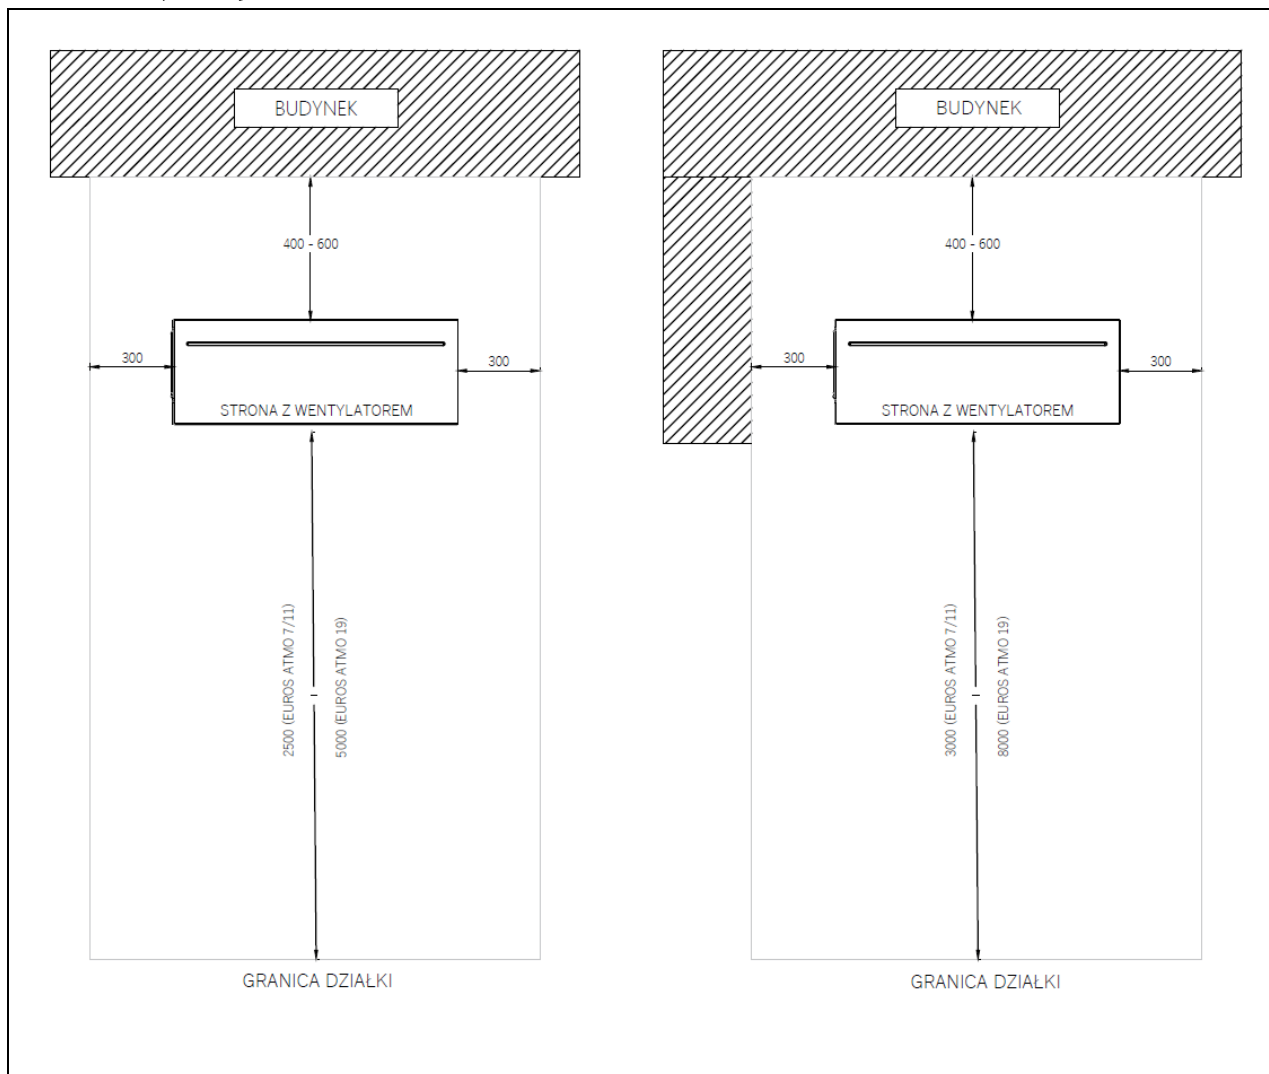 BUDYNEK
400 - 600
300
300
STRONA Z WENTYLATOREM
2500 (EUROS ATMO 7/11)
5000 (EUROS ATMO 19)
GRANICA DZIAŁKI
BUDYNEK
400 - 600
300
300
STRONA Z WENTYLATOREM
3000 (EUROS ATMO 7/11)
8000 (EUROS ATMO 19)
GRANICA DZIAŁKI